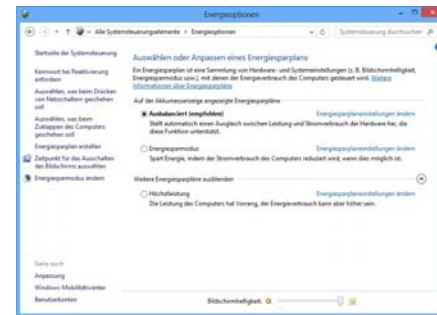 Energieoptionen
Alle Systemsteuerungselemente
Energieoptionen
Systemsteuerung durchsuchen
Startseite der Systemsteuerung
Kennwort bei Reaktivierung
anfordern
Auswählen, was beim Drücken
von Netzschaltern geschehen
soll
Auswählen, was beim
Zuklappen des Computers
geschehen soll
Energiesparplan erstellen
Zeitpunkt für das Ausschalten
des Bildschirms auswählen
Energiesparmodus ändern
Auswählen oder Anpassen eines Energiesparplans
Ein Energiesparplan ist eine Sammlung von Hardware- und Systemeinstellungen (z. B. Bildschirmhelligkeit,
Energiesparmodus usw.), mit denen der Energieverbrauch des Computers gesteuert wird. Weitere
Informationen über Energiesparpläne
Auf der Akkumessanzeige angezeigte Energiesparpläne
Ausbalanciert (empfohlen) Energiesparplaneinstellungen ändern
Stellt automatisch einen Ausgleich zwischen Leistung und Stromverbrauch der Hardware her, die
diese Funktion unterstützt.
Energiesparmodus Energiesparplaneinstellungen ändern
Spart Energie, indem der Stromverbrauch des Computers reduziert wird, wenn dies möglich ist.
Weitere Energiesparpläne ausblenden
Höchstleistung Energiesparplaneinstellungen ändern
Die Leistung des Computers hat Vorrang, der Energieverbrauch kann aber höher sein.
Siehe auch
Anpassung
Windows-Mobilitätscenter
Benutzerkonten
Bildschirmhelligkeit: